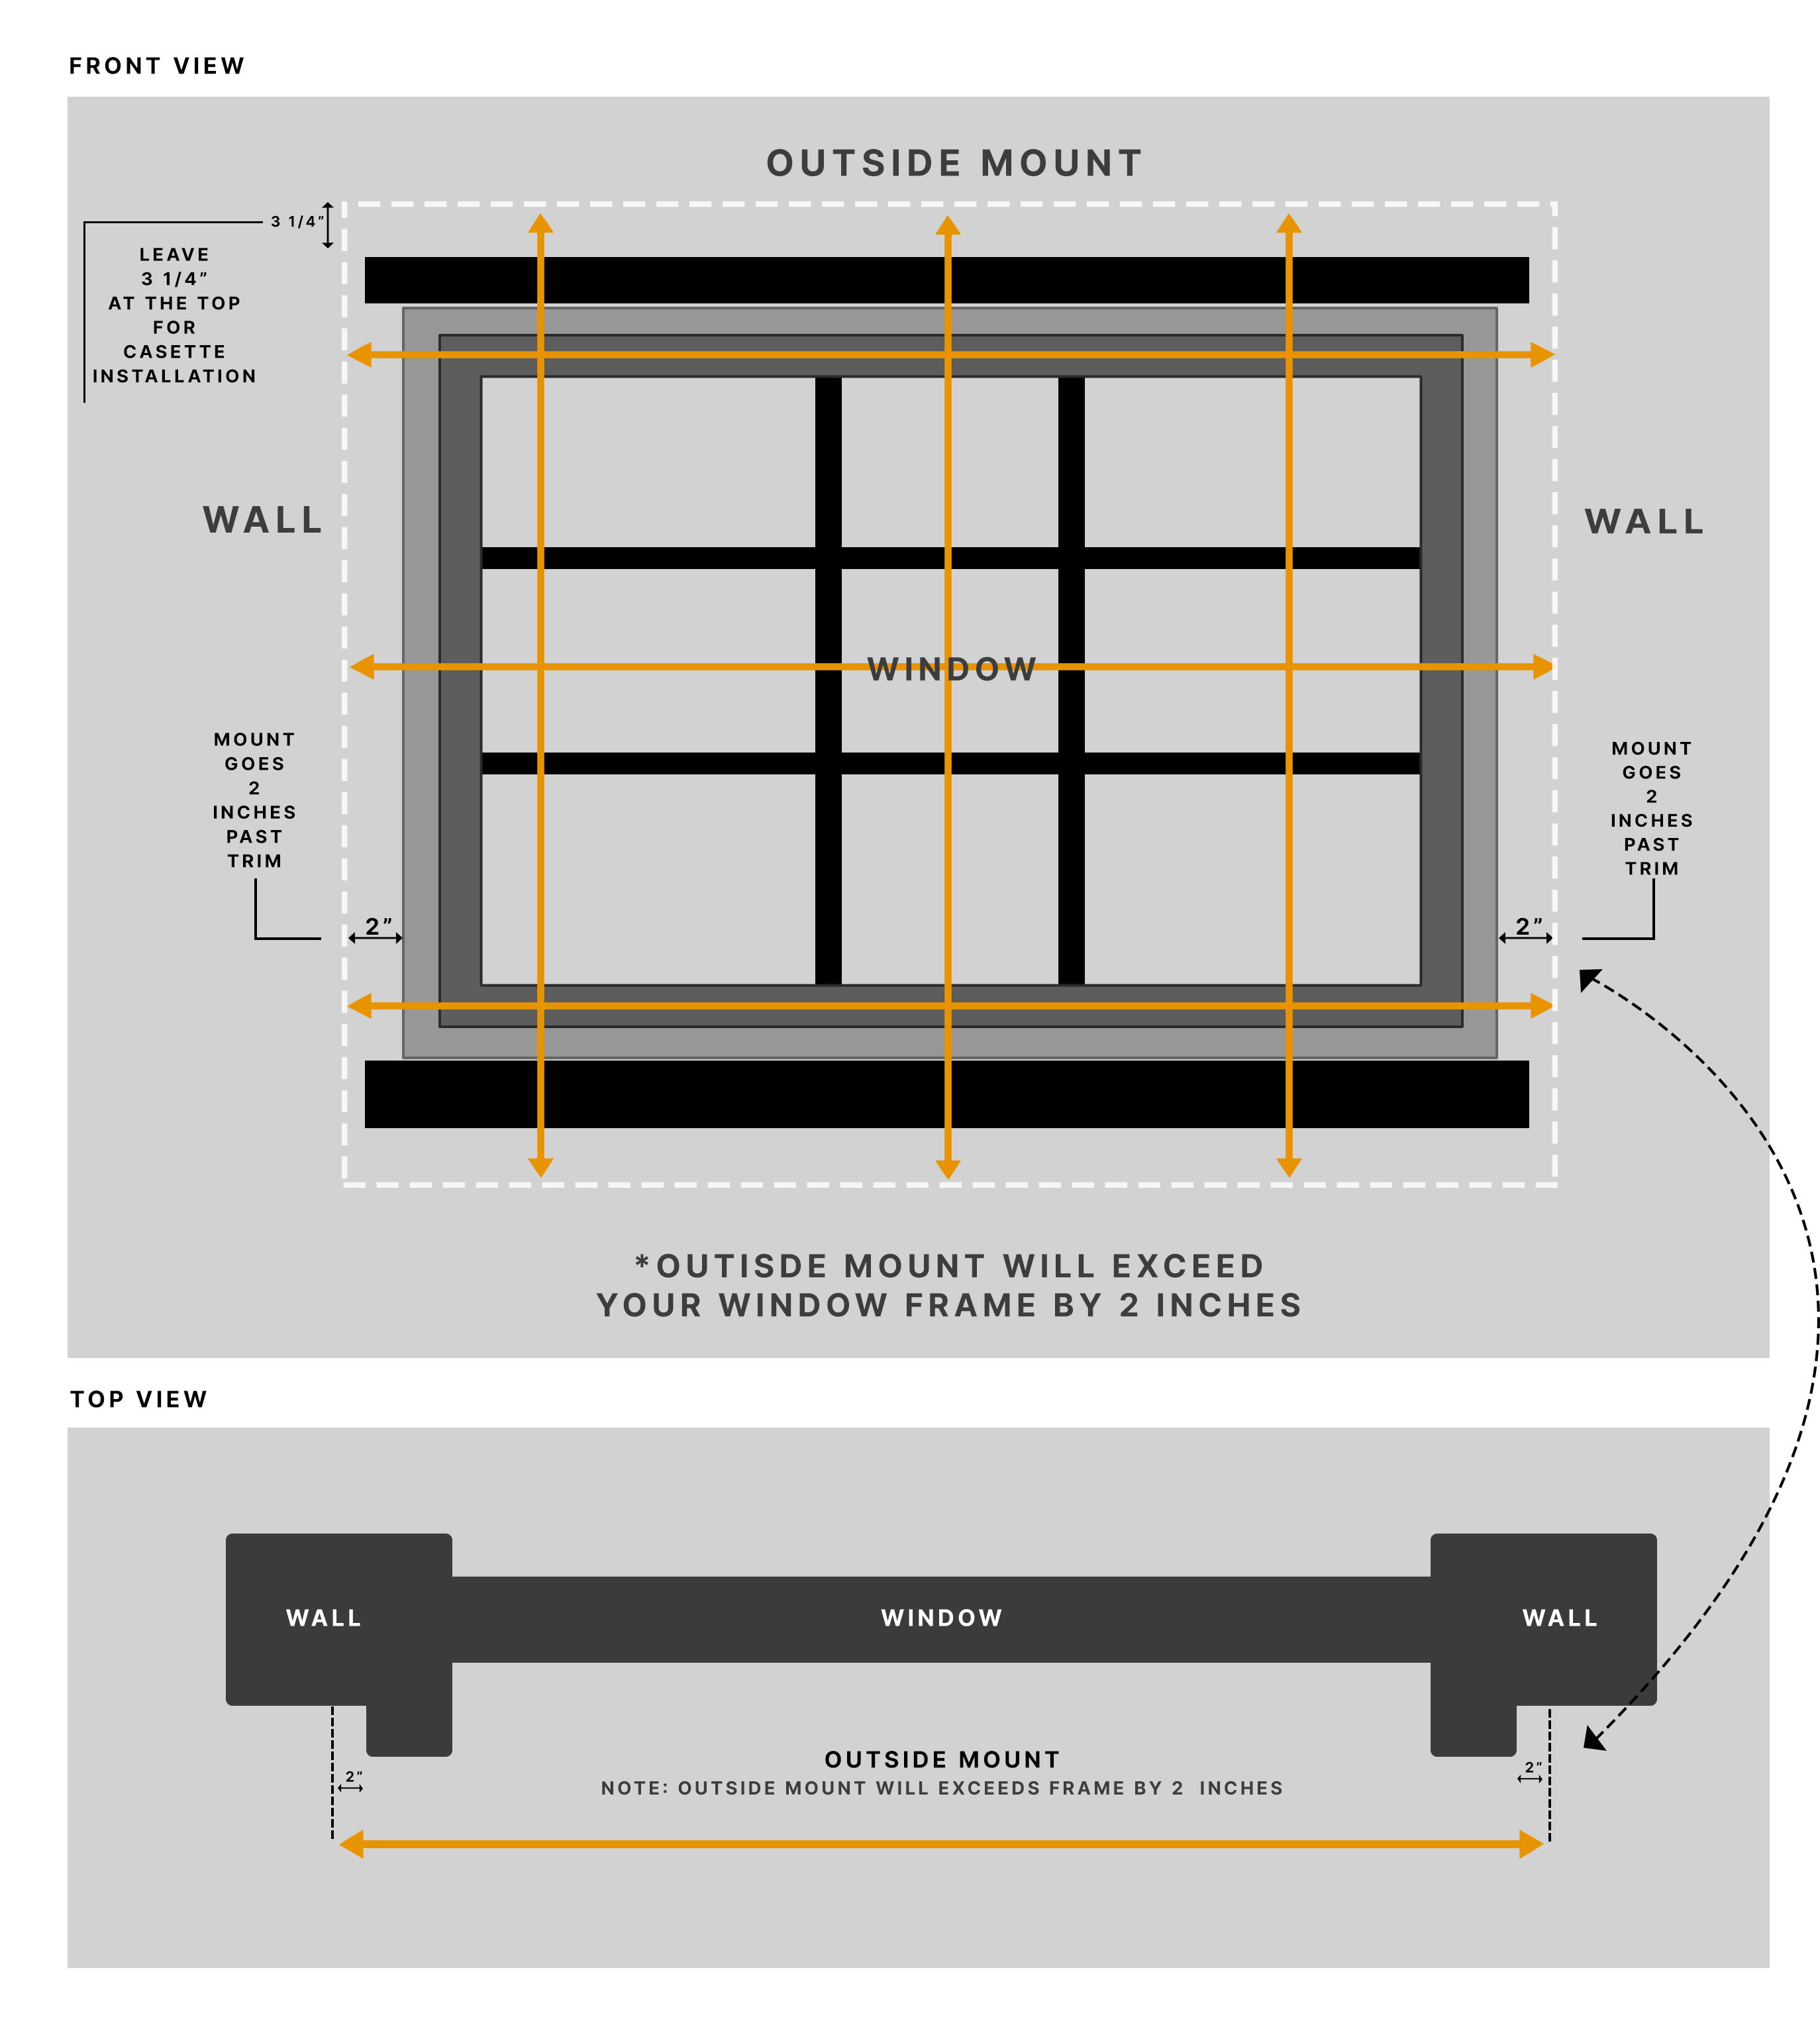 FRONT VIEW
OUTSIDE MOUNT
3 1/4”
LEAVE
3 1/4”
AT THE TOP
FOR
CASETTE
INSTALLATION
WALL
WALL
WINDOW
MOUNT
GOES
2
INCHES
PAST
TRIM
MOUNT
GOES
2
INCHES
PAST
TRIM
2”
2”
*OUTISDE MOUNT WILL EXCEED
YOUR WINDOW FRAME BY 2 INCHES
TOP VIEW
WALL
WINDOW
WALL
OUTSIDE MOUNT
2”
2”
NOTE: OUTSIDE MOUNT WILL EXCEEDS FRAME BY 2 INCHES